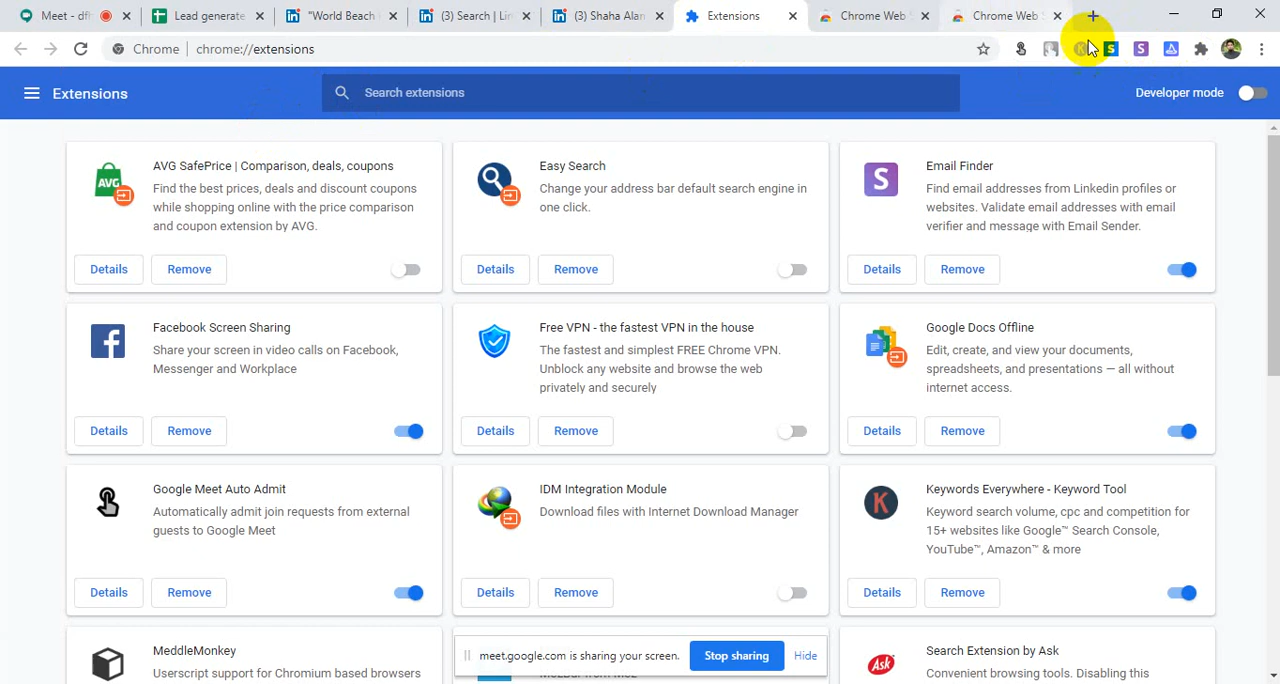 Meet - dfl
Lead generate
"World Beach
(3) Search | Lin
(3) Shaha Alam
Extensions
Chrome Web S
Chrome Web S
Chrome
chrome://extensions
Extensions
Search extensions
Developer mode
AVG SafePrice | Comparison, deals, coupons
Find the best prices, deals and discount coupons
while shopping online with the price comparison
and coupon extension by AVG.
Details
Remove
Easy Search
Change your address bar default search engine in
one click.
Details
Remove
Email Finder
Find email addresses from Linkedin profiles or
websites. Validate email addresses with email
verifier and message with Email Sender.
Details
Remove
Facebook Screen Sharing
Share your screen in video calls on Facebook,
Messenger and Workplace
Details
Remove
Free VPN - the fastest VPN in the house
The fastest and simplest FREE Chrome VPN.
Unblock any website and browse the web
privately and securely
Details
Remove
Google Docs Offline
Edit, create, and view your documents,
spreadsheets, and presentations — all without
internet access.
Details
Remove
Google Meet Auto Admit
Automatically admit join requests from external
guests to Google Meet
Details
Remove
IDM Integration Module
Download files with Internet Download Manager
Details
Remove
Keywords Everywhere - Keyword Tool
Keyword search volume, cpc and competition for
15+ websites like Google™ Search Console,
YouTube™, Amazon™ & more
Details
Remove
MeddleMonkey
Userscript support for Chromium based browsers
meet.google.com is sharing your screen.
Stop sharing
Hide
Search Extension by Ask
Convenient browsing tools. Disabling this